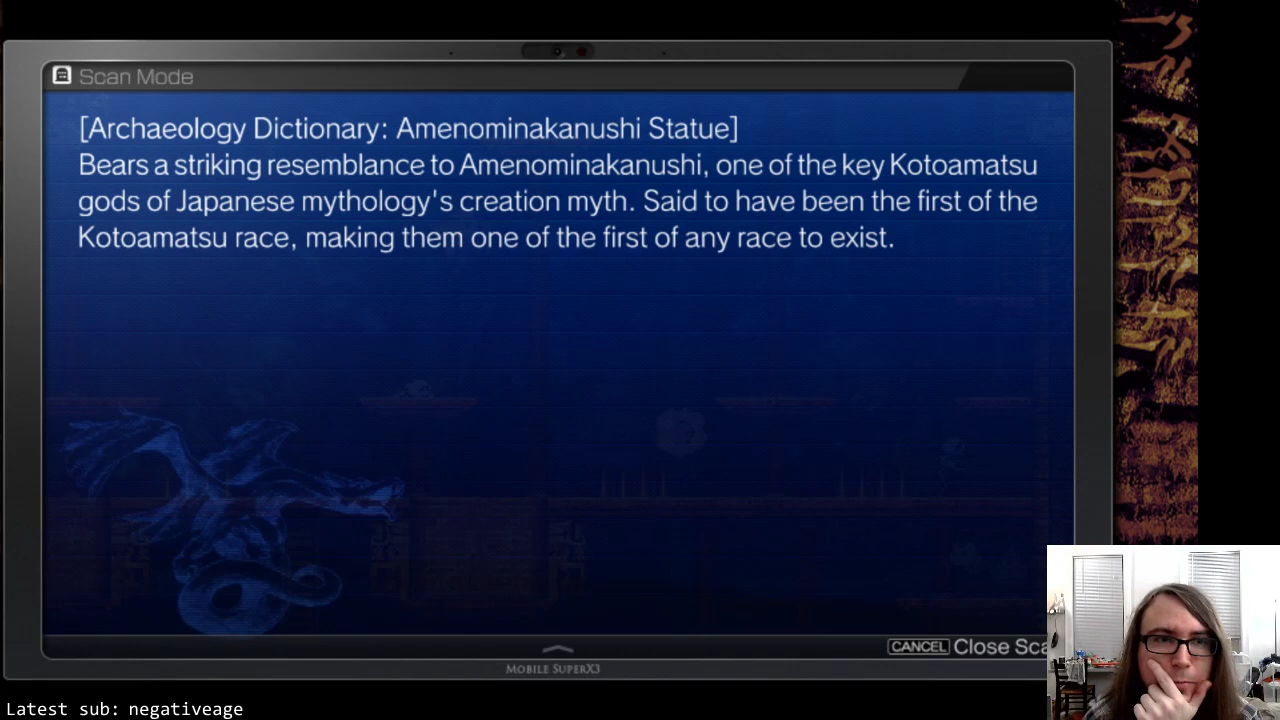 Scan Mode
[Archaeology Dictionary: Amenominakanushi Statue]
Bears a striking resemblance to Amenominakanushi, one of the key Kotoamatsu
gods of Japanese mythology's creation myth. Said to have been the first of the
Kotoamatsu race, making them one of the first of any race to exist.
CANCEL Close Sca
MOBILE SUPERX3
Latest sub: negativeage